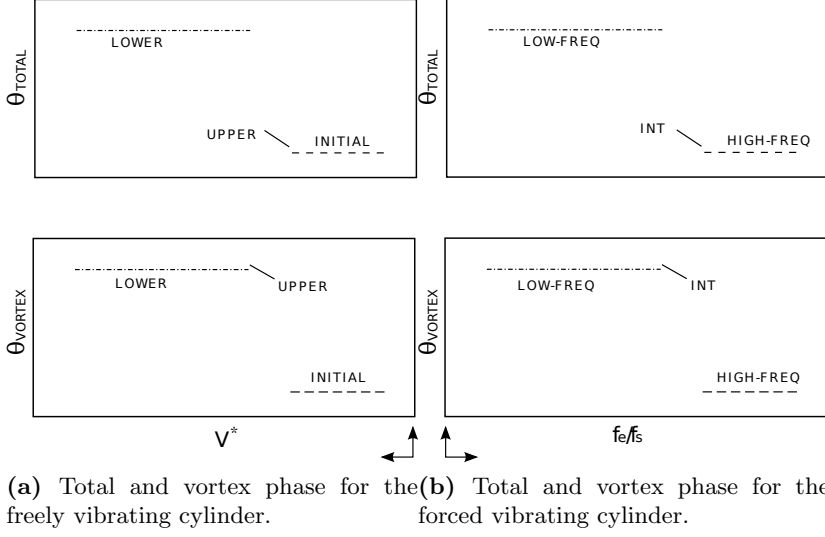 θTOTAL
LOWER
UPPER
INITIAL
θTOTAL
LOW-FREQ
INT
HIGH-FREQ
θVORTEX
LOWER
UPPER
INITIAL
V*
θVORTEX
LOW-FREQ
INT
HIGH-FREQ
fe/fs
(a) Total and vortex phase for the
freely vibrating cylinder.
(b) Total and vortex phase for the
forced vibrating cylinder.